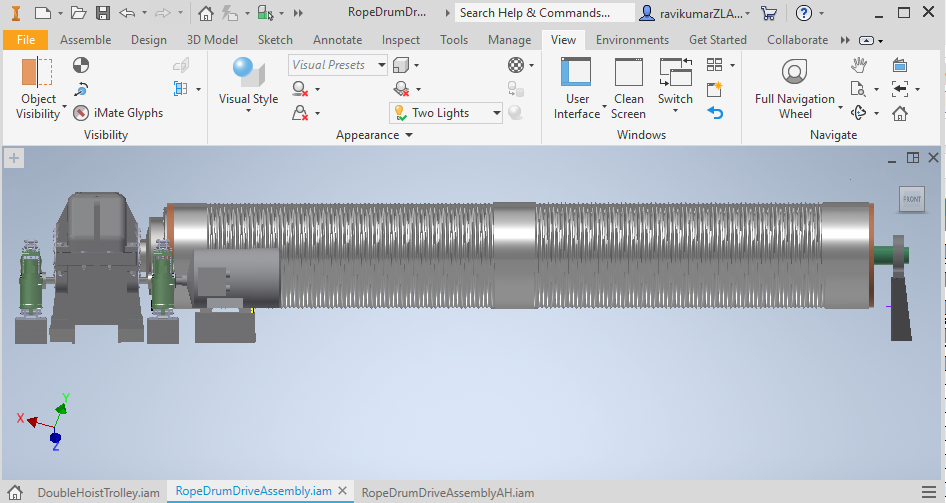 RopeDrumDr...
Search Help & Commands...
ravikumarZLA...
File Assemble Design 3D Model Sketch Annotate Inspect Tools Manage View Environments Get Started Collaborate
Object
Visibility
iMate Glyphs
Visibility
Visual Style
Visual Presets
Two Lights
Appearance
User
Interface
Clean
Screen
Switch
Windows
Full Navigation
Wheel
Navigate
FRONT
X
Y
Z
DoubleHoistTrolley.iam RopeDrumDriveAssembly.iam RopeDrumDriveAssemblyAH.iam